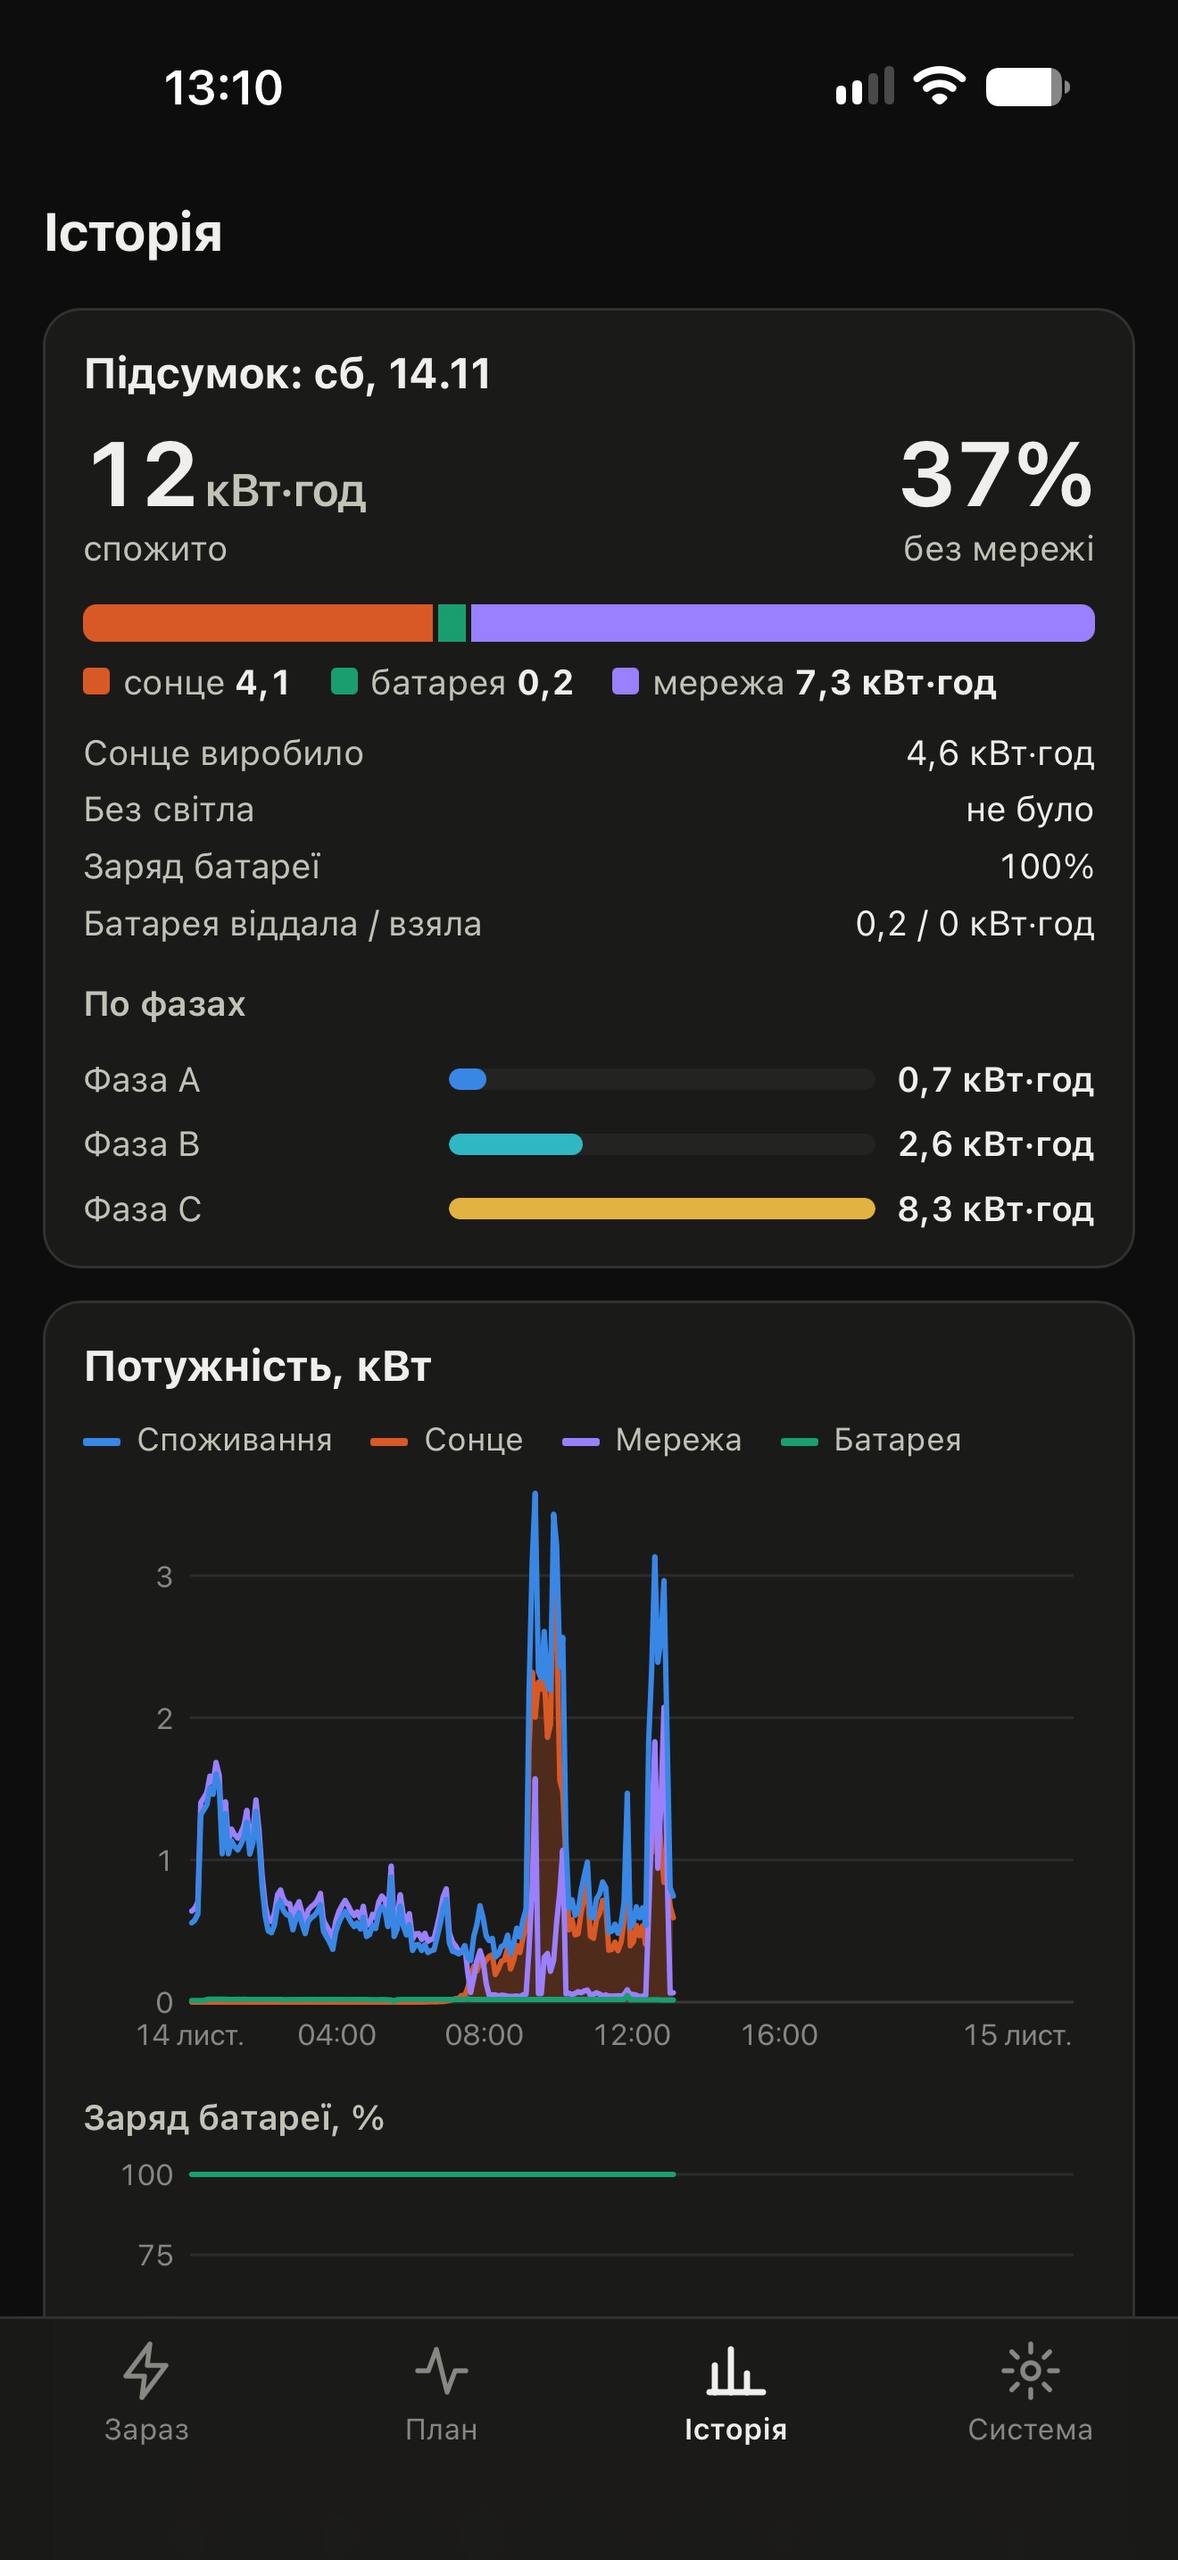 13:10
Історія
Підсумок: сб, 14.11
12 кВт·год 37%
спожито без мережі
сонце 4,1 батарея 0,2 мережа 7,3 кВт·год
Сонце виробило 4,6 кВт·год
Без світла не було
Заряд батареї 100%
Батарея віддала / взяла 0,2 / 0 кВт·год
По фазах
Фаза A 0,7 кВт·год
Фаза B 2,6 кВт·год
Фаза C 8,3 кВт·год
Потужність, кВт
Споживання Сонце Мережа Батарея
3
2
1
0
14 лист. 04:00 08:00 12:00 16:00 15 лист.
Заряд батареї, %
100
75
Зараз План Історія Система